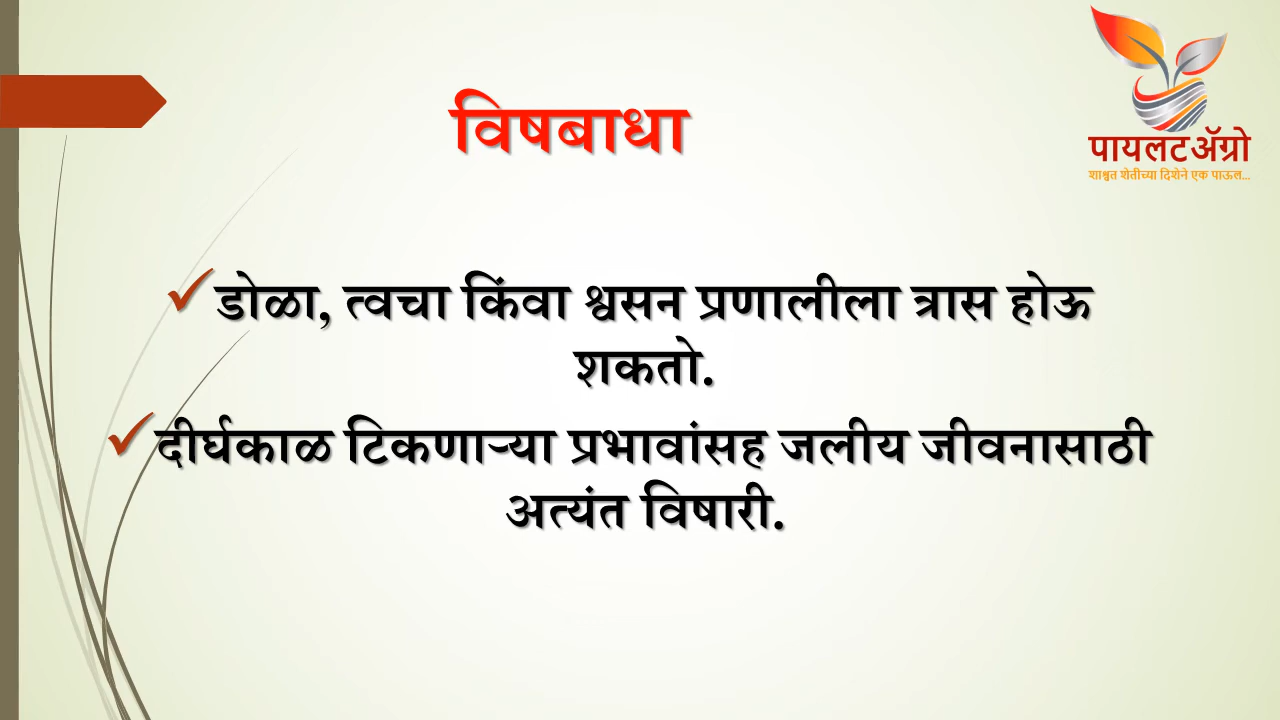 विषबाधा
पायलटॲग्रो
शाश्वत शेतीच्या दिशेने एक पाऊल...
डोळा, त्वचा किंवा श्वसन प्रणालीला त्रास होऊ
शकतो.
दीर्घकाळ टिकणाऱ्या प्रभावांसह जलीय जीवनासाठी
अत्यंत विषारी.